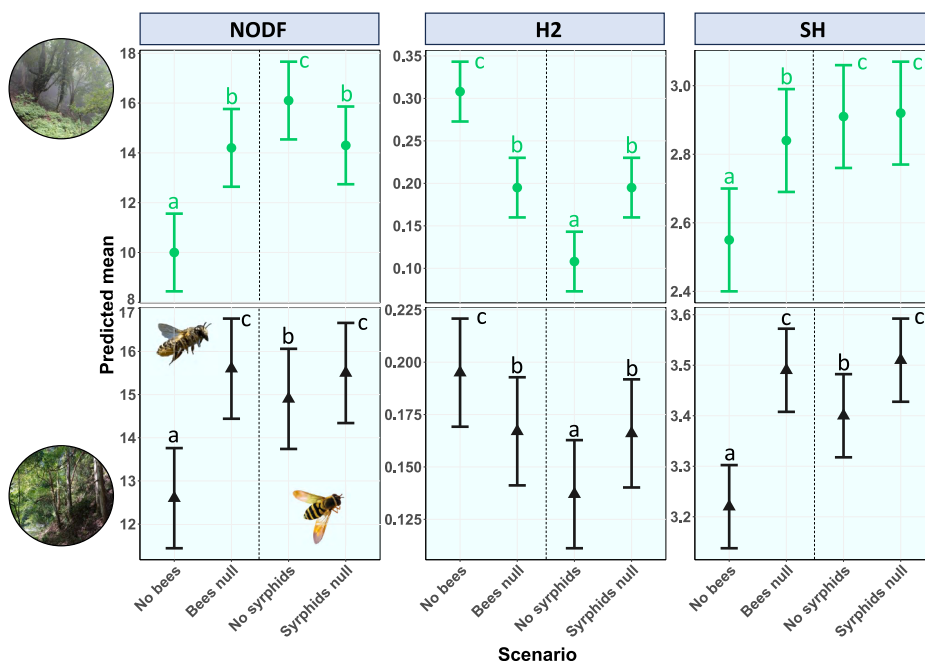 NODF H2 SH
18
16
14
12
10
8
a b c b
0.35
0.30
0.25
0.20
0.15
0.10
c b a b
3.0
2.8
2.6
2.4
a b c c
Predicted mean
17
16
15
14
13
12
a c b c
0.225
0.200
0.175
0.150
0.125
c b a b
3.6
3.5
3.4
3.3
3.2
a c b c
No bees Bees null No syrphids Syrphids null
No bees Bees null No syrphids Syrphids null
No bees Bees null No syrphids Syrphids null
Scenario